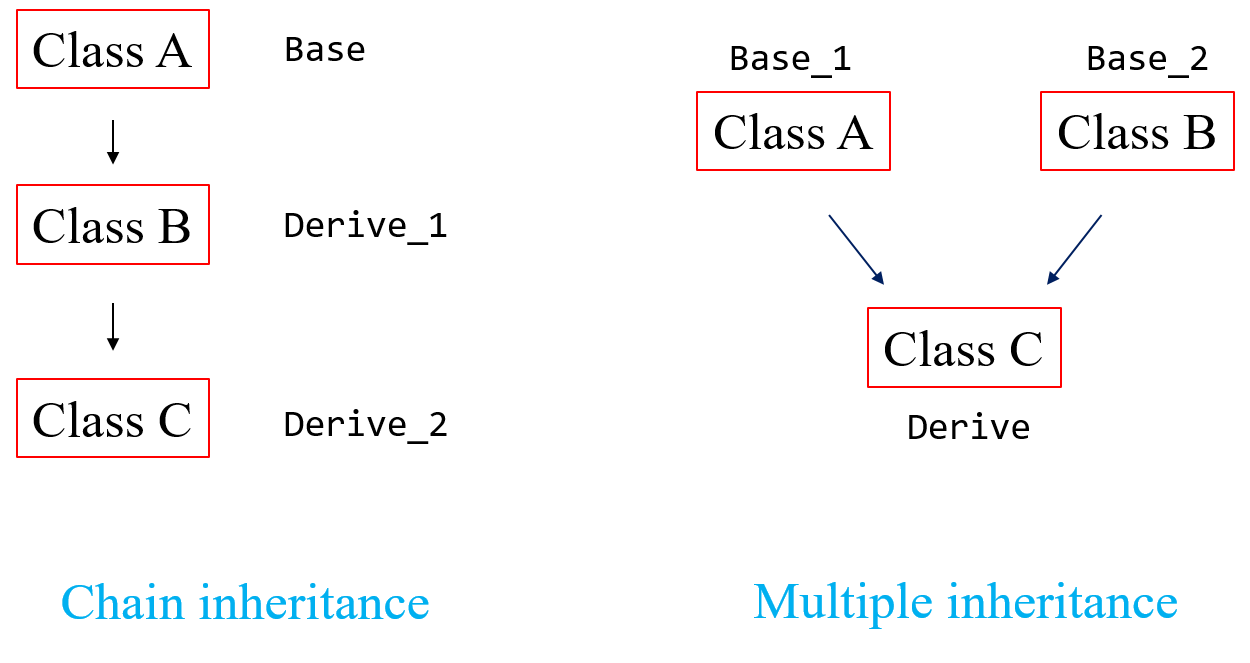 Class A
Base
Class B
Derive_1
Class C
Derive_2
Chain inheritance
Base_1
Base_2
Class A
Class B
Class C
Derive
Multiple inheritance